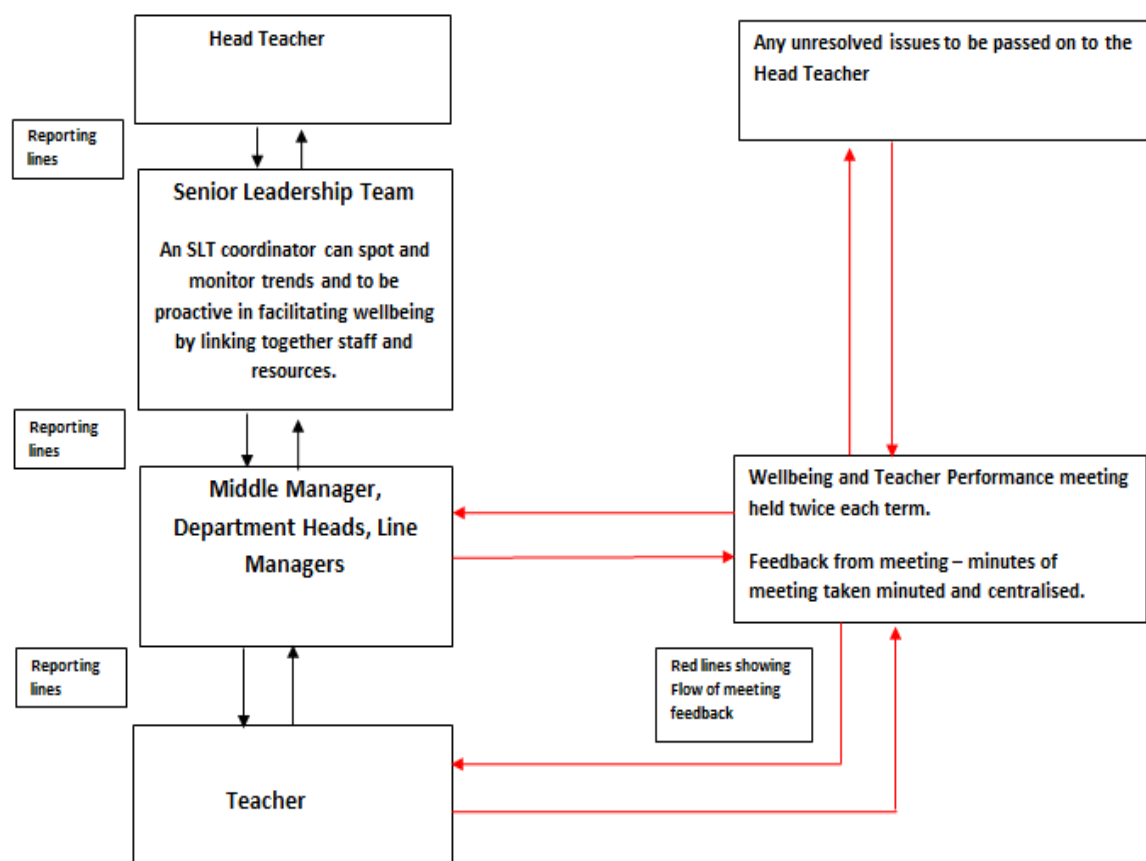 Head Teacher
Any unresolved issues to be passed on to the
Head Teacher
Reporting
lines
Senior Leadership Team
An SLT coordinator can spot and
monitor trends and to be
proactive in facilitating wellbeing
by linking together staff and
resources.
Reporting
lines
Middle Manager,
Department Heads, Line
Managers
Wellbeing and Teacher Performance meeting
held twice each term.
Feedback from meeting – minutes of
meeting taken minuted and centralised.
Reporting
lines
Red lines showing
Flow of meeting
feedback
Teacher